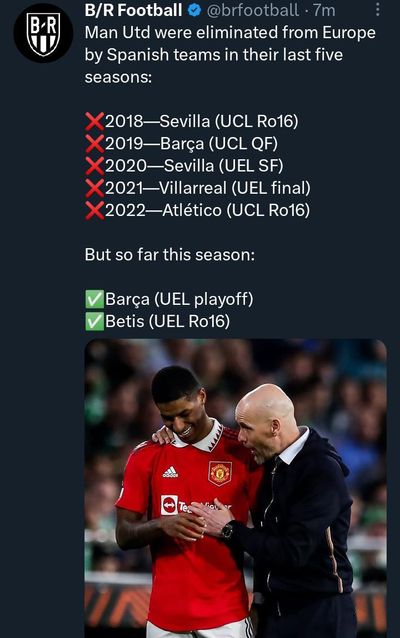 B/R Football @brfootball · 7m
Man Utd were eliminated from Europe
by Spanish teams in their last five
seasons:
❌2018—Sevilla (UCL Ro16)
❌2019—Barça (UCL QF)
❌2020—Sevilla (UEL SF)
❌2021—Villarreal (UEL final)
❌2022—Atlético (UCL Ro16)
But so far this season:
✅Barça (UEL playoff)
✅Betis (UEL Ro16)
adidas